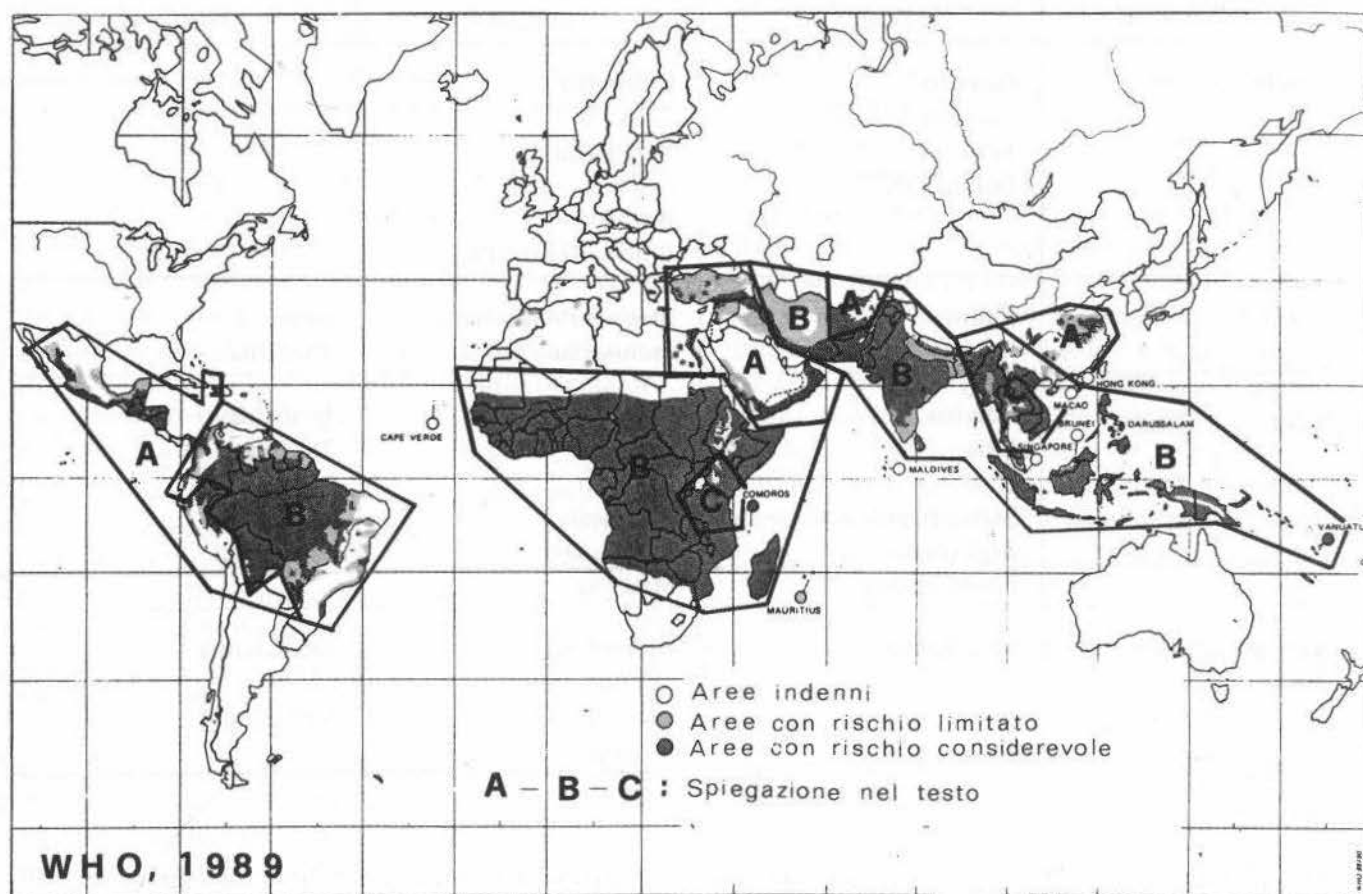 A
B
A
B
A
A
HONG KONG
MACAO
BRUNEI
DARUSSALAM
SINGAPORE
MALDIVES
CAPE VERDE
A
B
B
C
COMOROS
C
B
VANUATU
MAURITIUS
Aree indenni
Aree con rischio limitato
Aree con rischio considerevole
A – B – C : Spiegazione nel testo
WHO, 1989